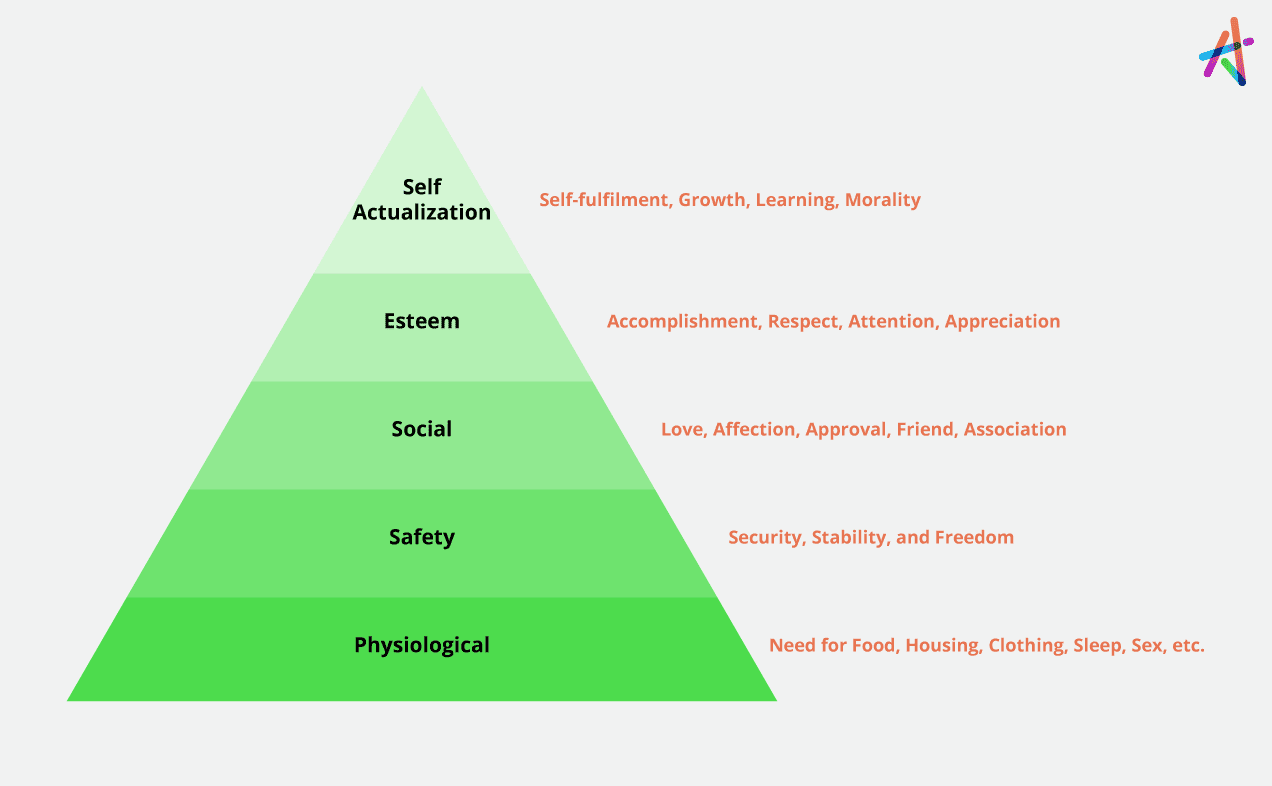 Self
Actualization
Self-fulfilment, Growth, Learning, Morality
Esteem
Accomplishment, Respect, Attention, Appreciation
Social
Love, Affection, Approval, Friend, Association
Safety
Security, Stability, and Freedom
Physiological
Need for Food, Housing, Clothing, Sleep, Sex, etc.